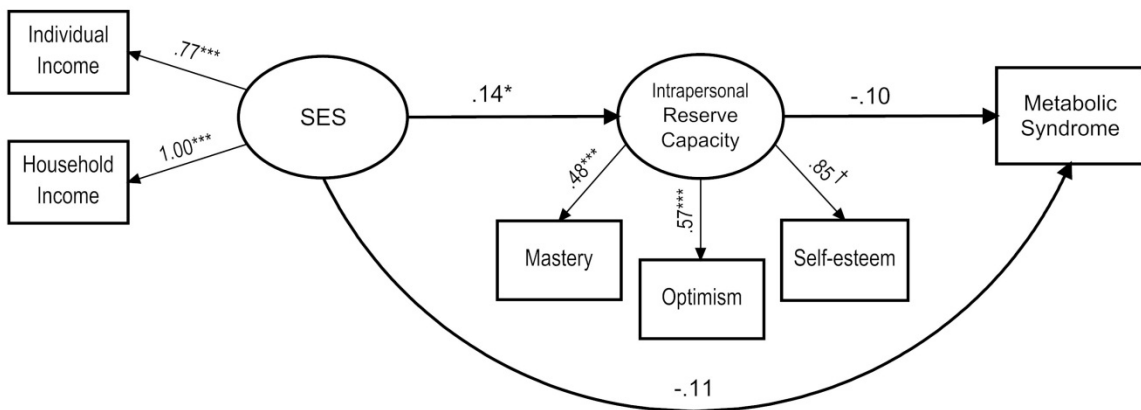 Individual
Income
.77***
SES
Household
Income
1.00***
.14*
Intrapersonal
Reserve
Capacity
-.10
Metabolic
Syndrome
.48***
.57***
.85 †
Mastery
Optimism
Self-esteem
-.11